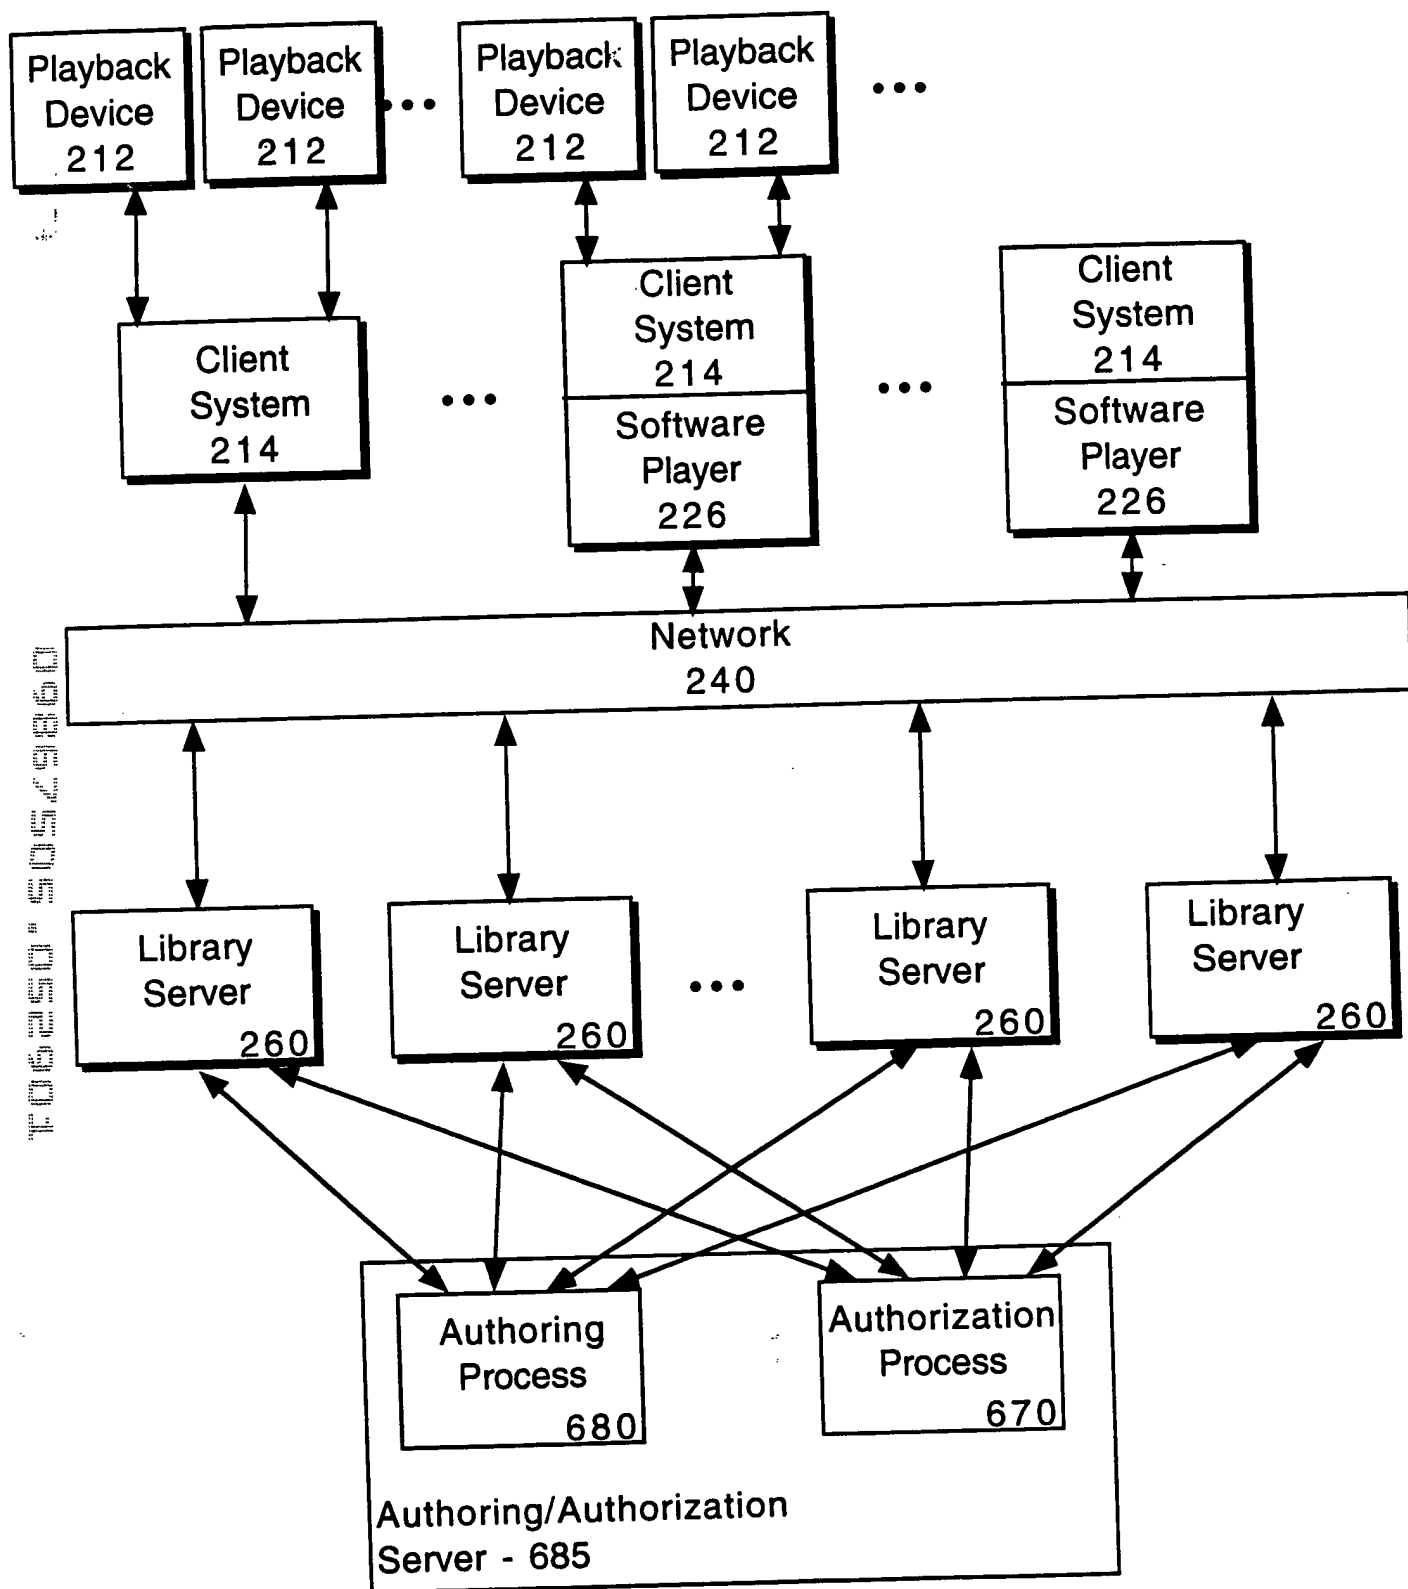 Playback
Device
212
Playback
Device
212
Playback
Device
212
Playback
Device
212
Client
System
214
Client
System
214
Software
Player
226
Client
System
214
Software
Player
226
Network
240
Library
Server
260
Library
Server
260
Library
Server
260
Library
Server
260
Authoring
Process
680
Authorization
Process
670
Authoring/Authorization
Server - 685